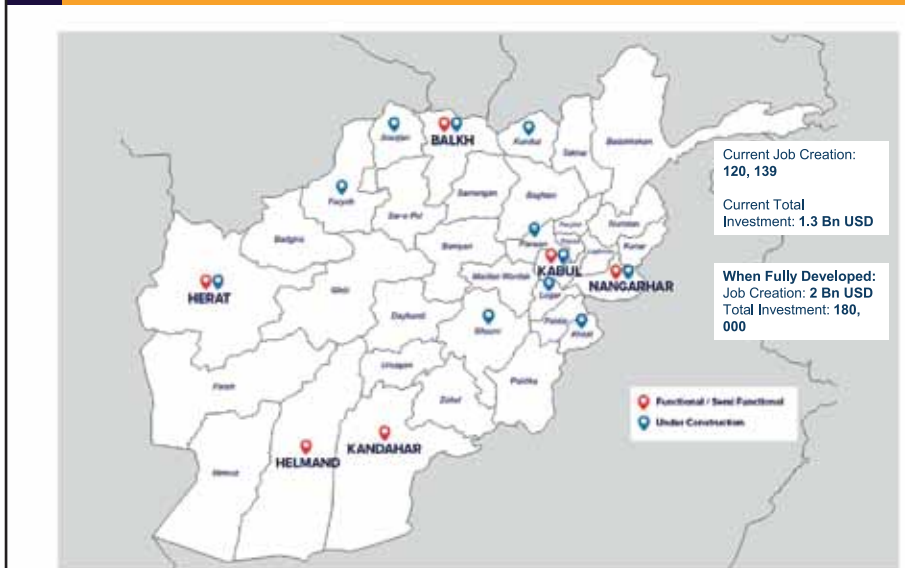 Jawzjan
BALKH
Kunduz
Takhar
Badakhshan
Faryab
Sar-e Pol
Samangan
Baghlan
Badghis
Bamyan
Parwan
Nuristan
Kunar
KABUL
NANGARHAR
HERAT
Ghor
Maidan Wardak
Logar
Daykundi
Ghazni
Paktia
Khost
Farah
Uruzgan
Zabul
Paktika
Nimruz
HELMAND
KANDAHAR
Current Job Creation:
120, 139
Current Total
Investment: 1.3 Bn USD
When Fully Developed:
Job Creation: 2 Bn USD
Total Investment: 180,
000
Functional / Semi Functional
Under Construction